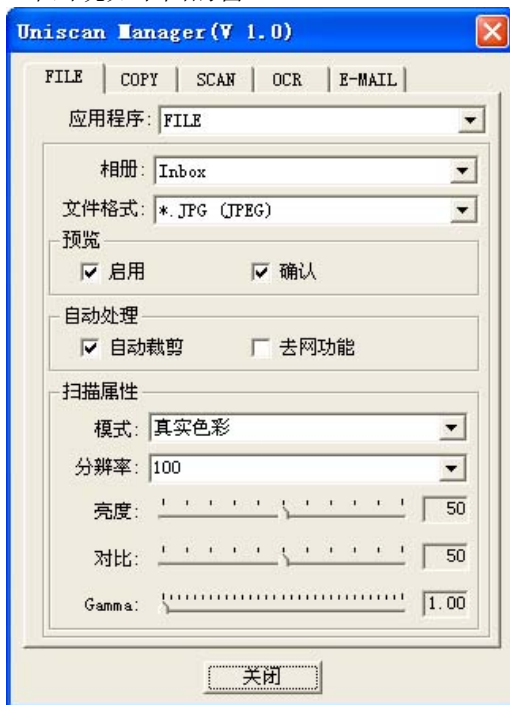 Uniscan Manager(V 1.0)
FILE COPY SCAN OCR E-MAIL
应用程序: FILE
相册: Inbox
文件格式: *.JPG (JPEG)
预览
启用 确认
自动处理
自动裁剪 去网功能
扫描属性
模式: 真实色彩
分辨率: 100
亮度: 50
对比: 50
Gamma: 1.00
关闭